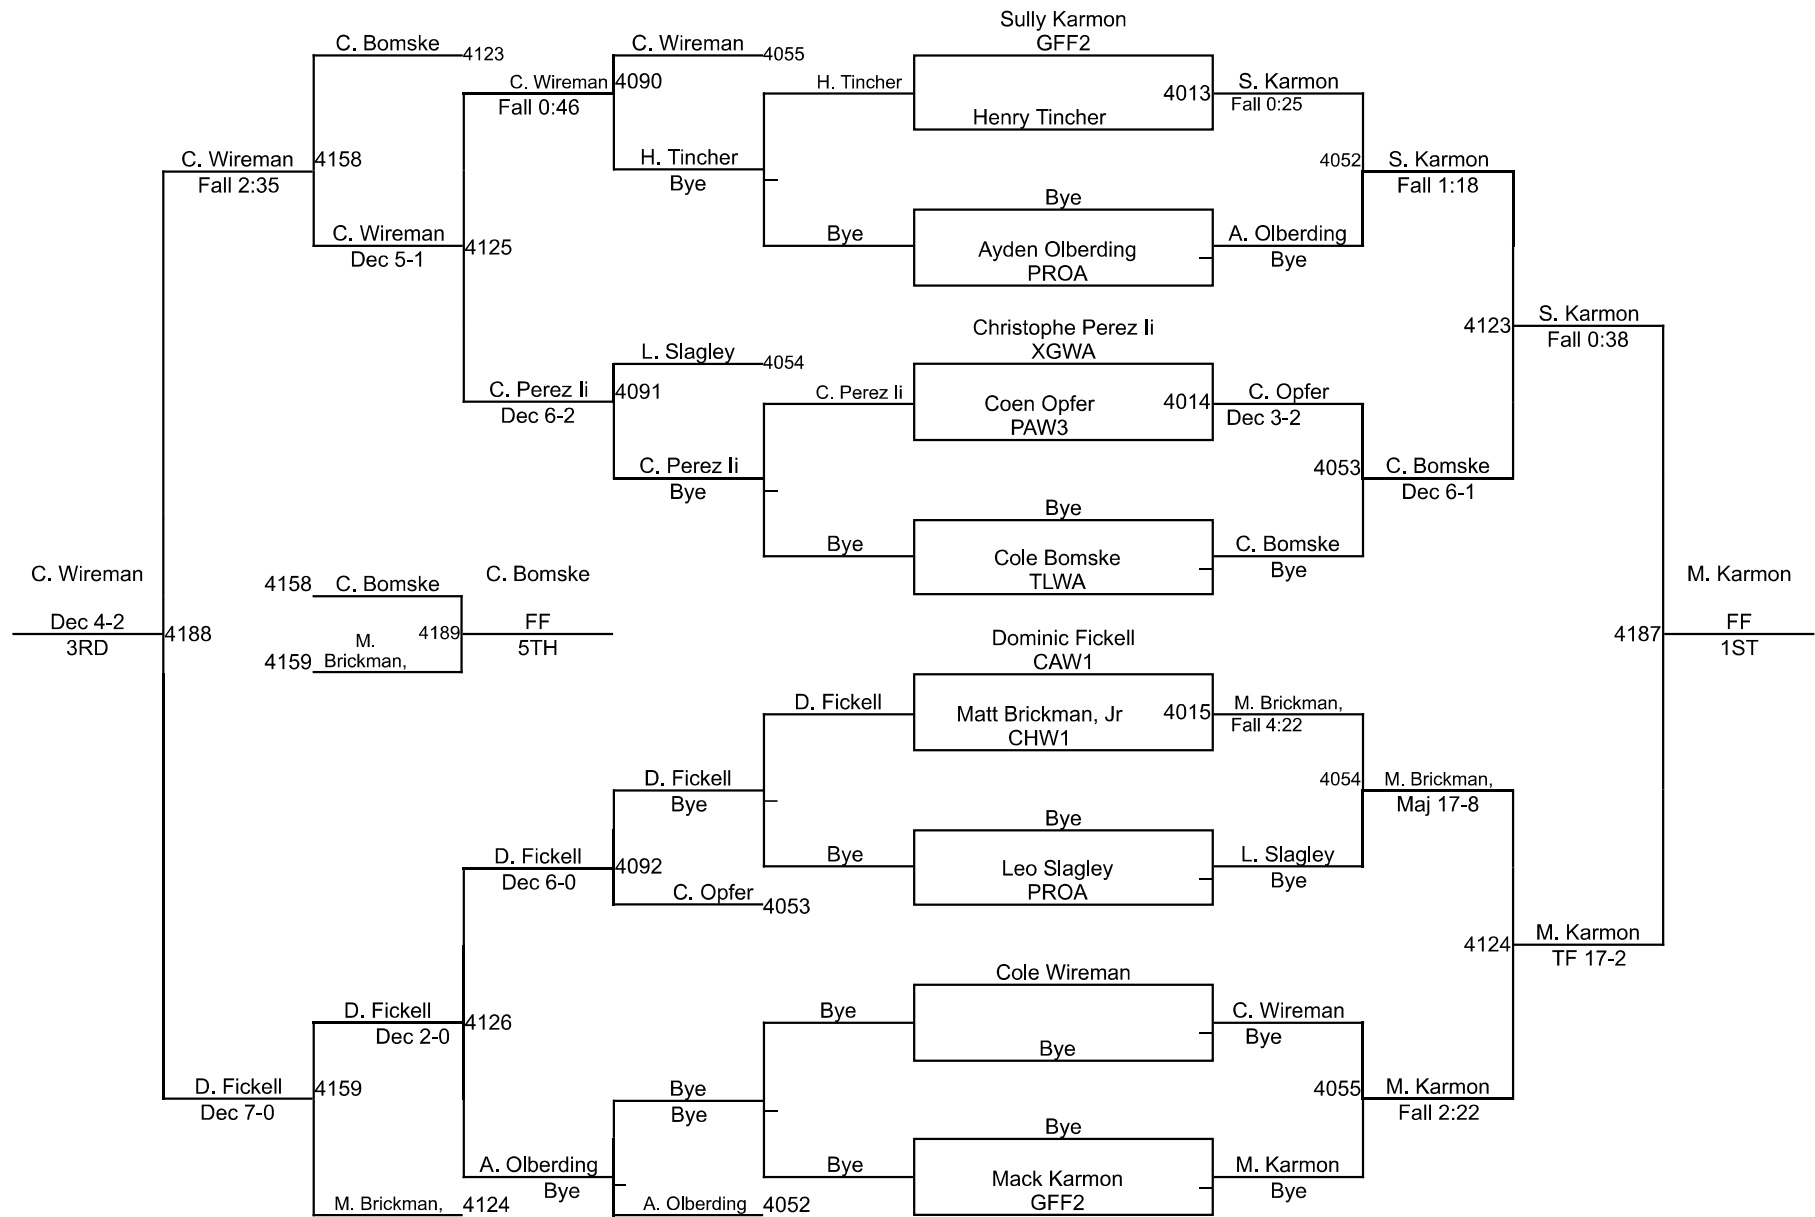 Sully Karmon
GFF2
C. Bomske
4123
C. Wireman
4055
C. Wireman
4090
Fall 0:46
H. Tincher
4013
S. Karmon
Fall 0:25
Henry Tincher
C. Wireman
4158
Fall 2:35
H. Tincher
Bye
4052
S. Karmon
Fall 1:18
Bye
C. Wireman
4125
Dec 5-1
Bye
Ayden Olberding
PROA
A. Olberding
Bye
Christophe Perez Ii
XGWA
4123
S. Karmon
Fall 0:38
L. Slagley
4054
C. Perez Ii
4091
Dec 6-2
C. Perez Ii
Coen Opfer
PAW3
4014
C. Opfer
Dec 3-2
C. Perez Ii
Bye
4053
C. Bomske
Dec 6-1
Bye
Bye
Cole Bomske
TLWA
C. Bomske
Bye
C. Wireman
Dec 4-2
3RD
4188
4158
C. Bomske
4159
M.
Brickman,
4189
C. Bomske
FF
5TH
4187
M. Karmon
FF
1ST
Dominic Fickell
CAW1
D. Fickell
Matt Brickman, Jr
CHW1
4015
M. Brickman,
Fall 4:22
D. Fickell
Bye
4054
M. Brickman,
Maj 17-8
Bye
D. Fickell
4092
Dec 6-0
Bye
Leo Slagley
PROA
L. Slagley
Bye
C. Opfer
4053
4124
M. Karmon
TF 17-2
Cole Wireman
D. Fickell
4126
Dec 2-0
Bye
Bye
C. Wireman
Bye
D. Fickell
4159
Dec 7-0
Bye
Bye
4055
M. Karmon
Fall 2:22
Bye
A. Olberding
Bye
Bye
Mack Karmon
GFF2
M. Karmon
Bye
M. Brickman,
4124
A. Olberding
4052